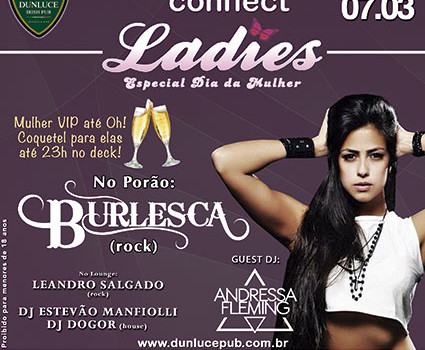 connect
07.03
DUNLUCE
IRISH PUB
Ladies
Especial Dia da Mulher
Mulher VIP até 0h!
Coquetel para elas
até 23h no deck!
No Porão:
BURLESCA
(rock)
No Lounge:
LEANDRO SALGADO
(rock)
DJ ESTEVÃO MANFIOLLI
DJ DOGOR (house)
GUEST DJ:
ANDRESSA
FLEMING
www.dunlucepub.com.br
Proibido para menores de 18 anos